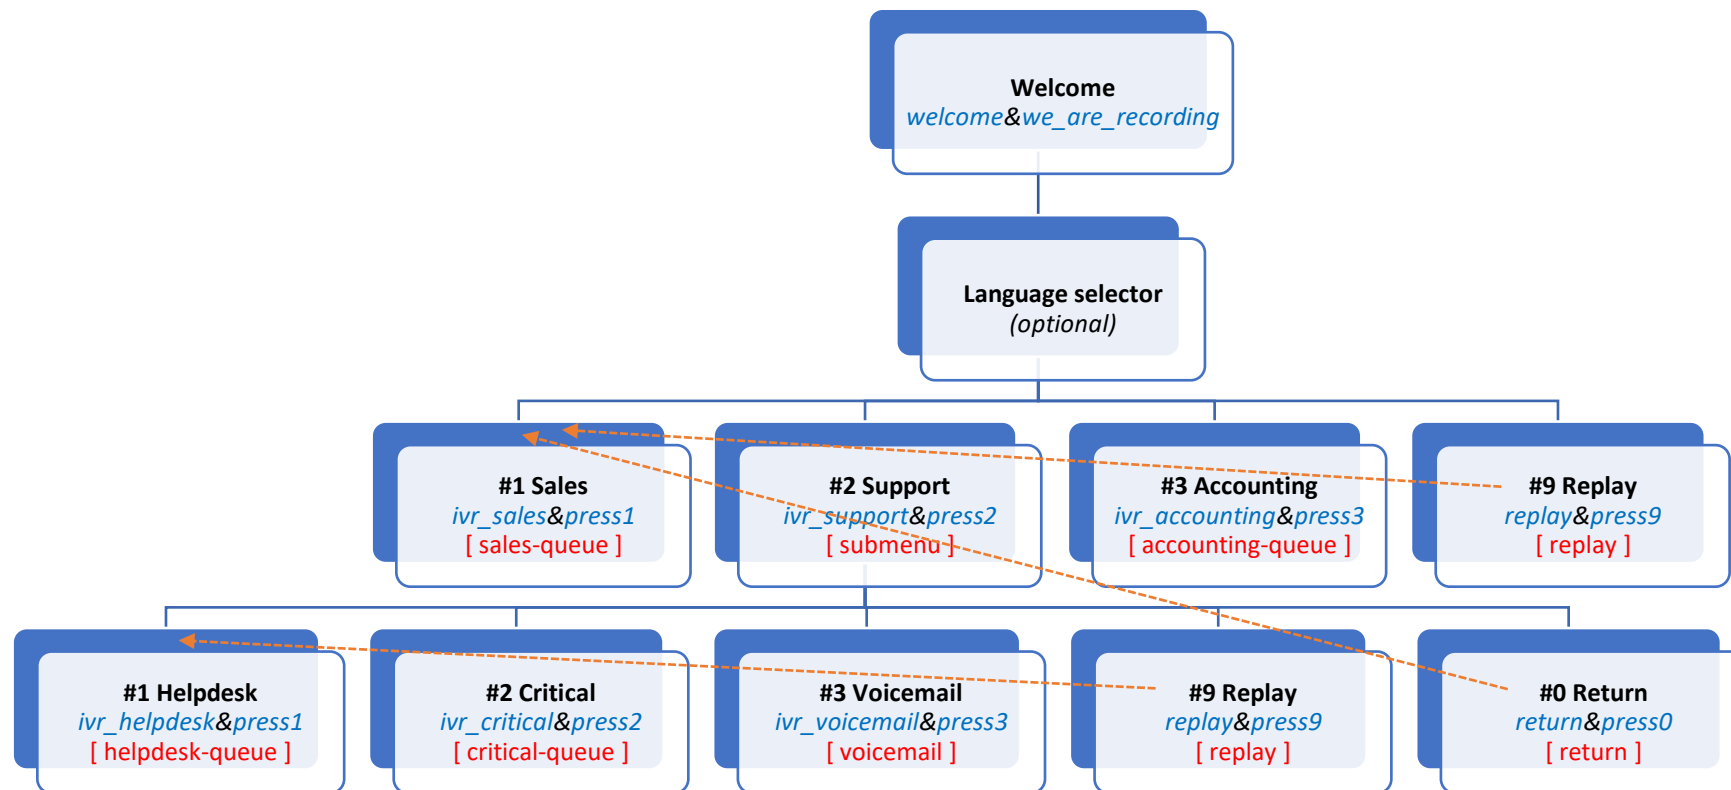 Welcome
welcome&we_are_recording
Language selector
(optional)
#1 Sales
ivr_sales&press1
[ sales-queue ]
#2 Support
ivr_support&press2
[ submenu ]
#3 Accounting
ivr_accounting&press3
[ accounting-queue ]
#9 Replay
replay&press9
[ replay ]
#1 Helpdesk
ivr_helpdesk&press1
[ helpdesk-queue ]
#2 Critical
ivr_critical&press2
[ critical-queue ]
#3 Voicemail
ivr_voicemail&press3
[ voicemail ]
#9 Replay
replay&press9
[ replay ]
#0 Return
return&press0
[ return ]